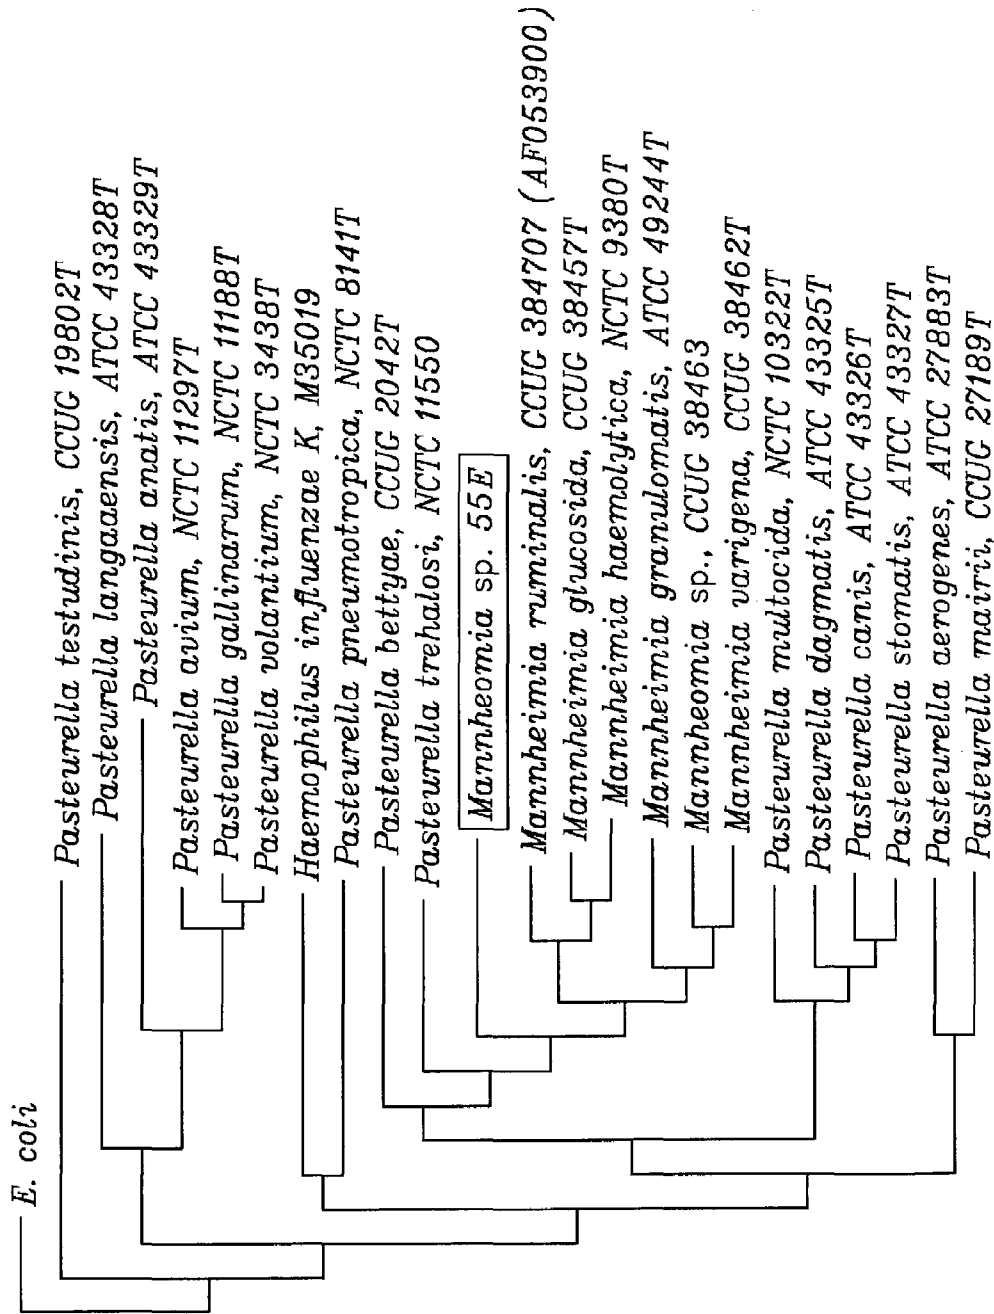 E. coli
Pasteurella testudinis, CCUG 19802T
Pasteurella langaaensis, ATCC 43328T
Pasteurella anatis, ATCC 43329T
Pasteurella avium, NCTC 11297T
Pasteurella gallinarum, NCTC 11188T
Pasteurella volantium, NCTC 3438T
Haemophilus influenzae K, M35019
Pasteurella pneumotropica, NCTC 8141T
Pasteurella bettyae, CCUG 2042T
Pasteurella trehalosi, NCTC 11550
Mannheomia sp. 55E
Mannheimia ruminalis, CCUG 384707 (AF053900)
Mannheimia glucosida, CCUG 38457T
Mannheimia haemolytica, NCTC 9380T
Mannheimia granulomatis, ATCC 49244T
Mannheomia sp., CCUG 38463
Mannheimia varigena, CCUG 38462T
Pasteurella multocida, NCTC 10322T
Pasteurella dagmatis, ATCC 43325T
Pasteurella canis, ATCC 43326T
Pasteurella stomatis, ATCC 43327T
Pasteurella aerogenes, ATCC 27883T
Pasteurella mairii, CCUG 27189T